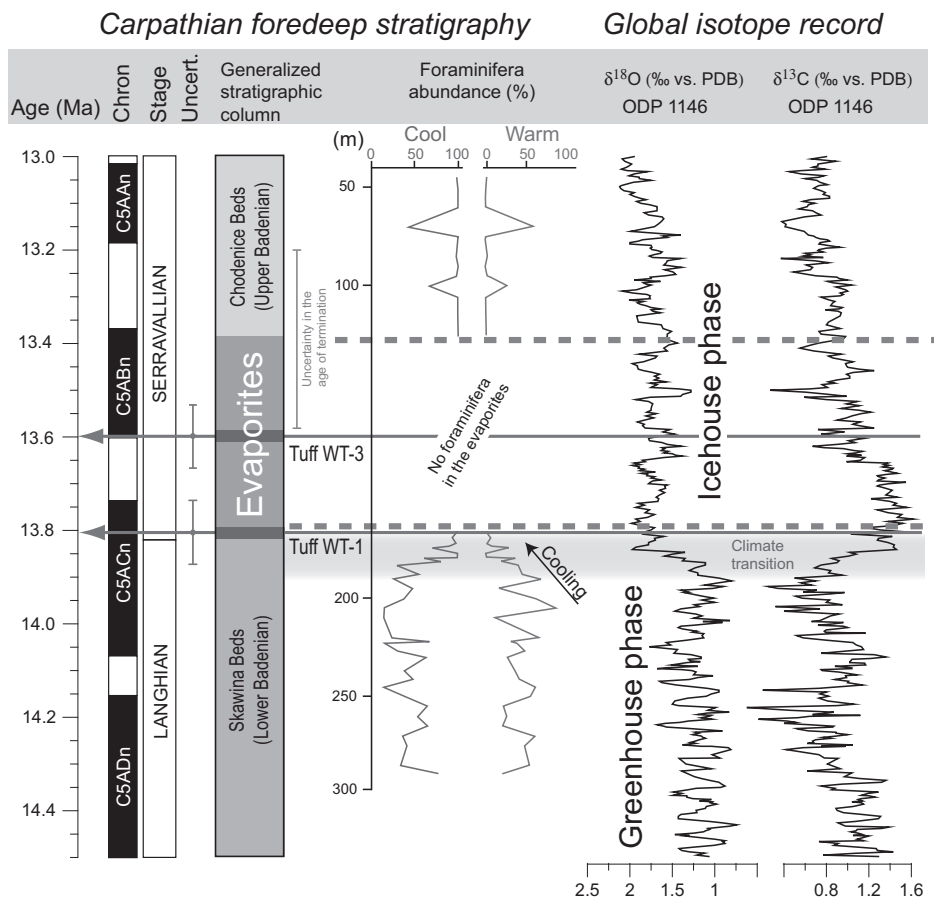 Carpathian foredeep stratigraphy
Global isotope record
Age (Ma)
Chron
Stage
Uncert.
Generalized
stratigraphic
column
Foraminifera
abundance (%)
δ18O (‰ vs. PDB)
ODP 1146
δ13C (‰ vs. PDB)
ODP 1146
(m)
Cool
Warm
0
50
100
0
50
100
13.0
13.2
13.4
13.6
13.8
14.0
14.2
14.4
C5AAn
C5ABn
C5ACn
C5ADn
SERRAVALLIAN
LANGHIAN
Chodenice Beds
(Upper Badenian)
Evaporites
Skawina Beds
(Lower Badenian)
Uncertainty in the
age of termination
Tuff WT-3
Tuff WT-1
50
100
200
250
300
No foraminifera
in the evaporites
Cooling
Icehouse phase
Climate
transition
Greenhouse phase
2.5
2
1.5
1
0.8
1.2
1.6